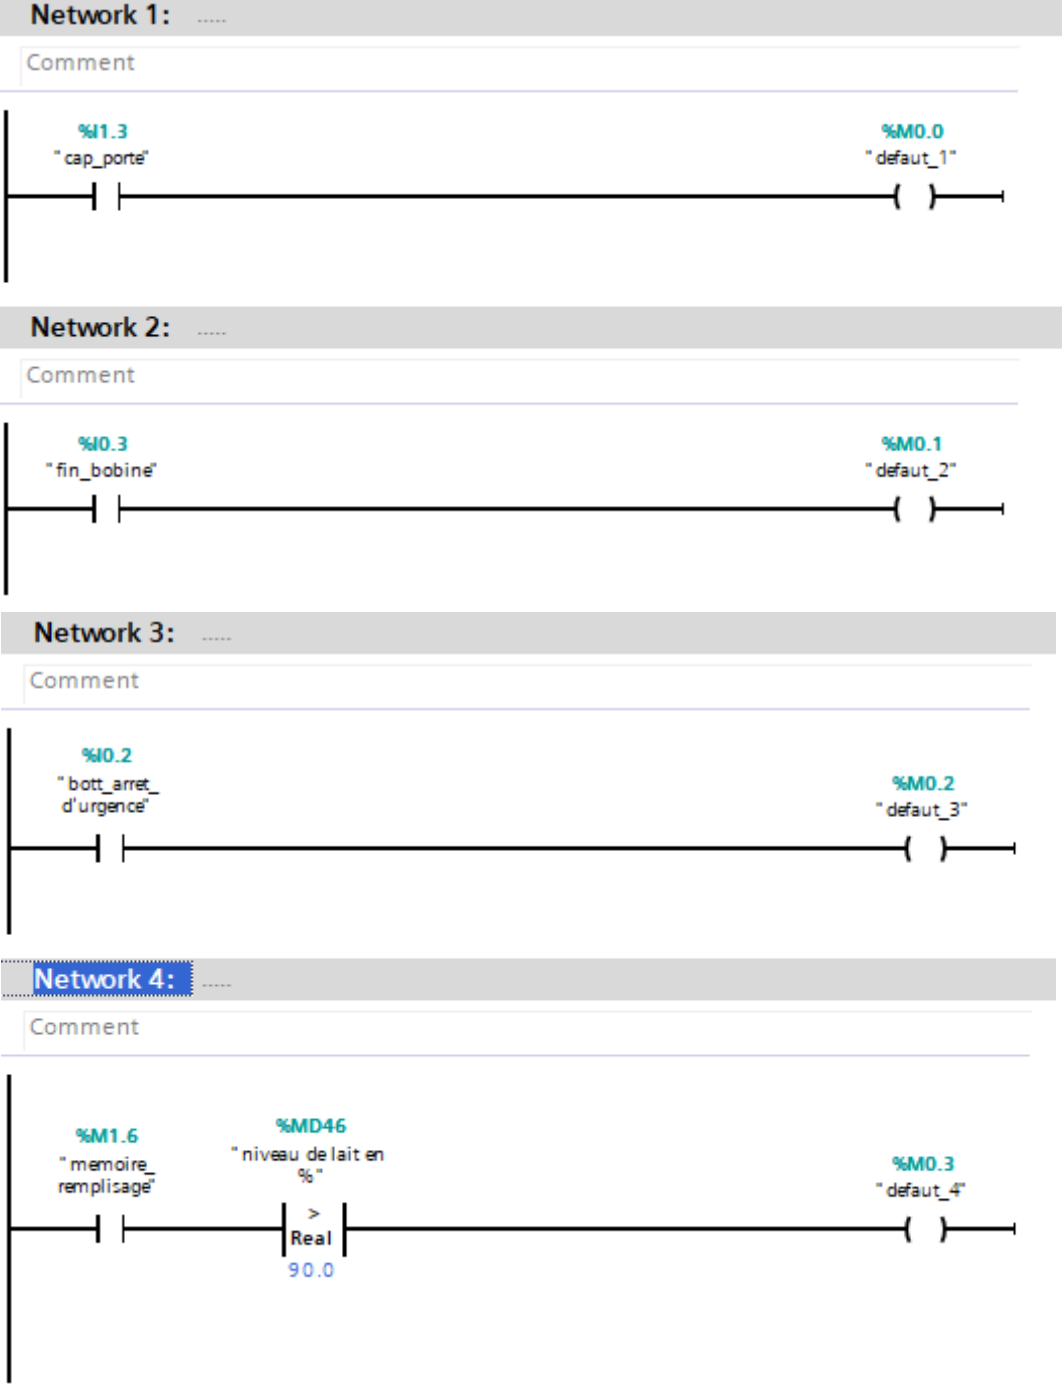 Network 1: .....
Comment
%I1.3
"cap_porte"
%M0.0
"defaut_1"
Network 2: .....
Comment
%I0.3
"fin_bobine"
%M0.1
"defaut_2"
Network 3: .....
Comment
%I0.2
"bott_arret_
d'urgence"
%M0.2
"defaut_3"
Network 4: .....
Comment
%M1.6
"memoire_
remplisage"
%MD46
"niveau de lait en
%"
>
Real
90.0
%M0.3
"defaut_4"